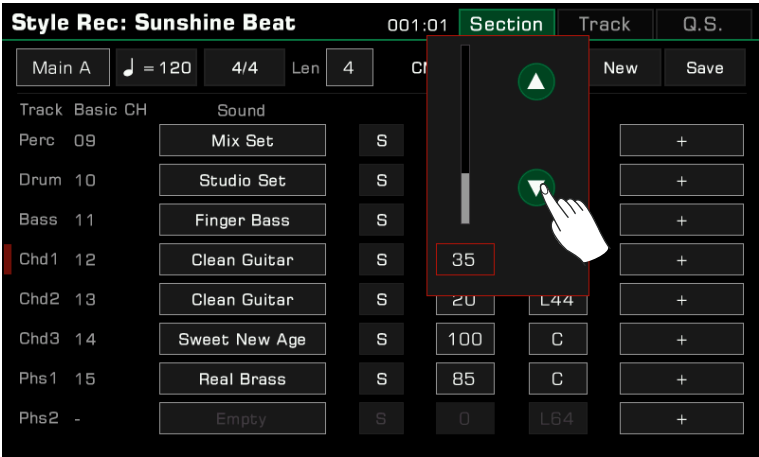 Style Rec: Sunshine Beat 001:01 Section Track Q.S.
Main A ♩=120 4/4 Len 4 New Save
Track Basic CH Sound
Perc 09 Mix Set S +
Drum 10 Studio Set S +
Bass 11 Finger Bass S +
Chd1 12 Clean Guitar S 35 +
Chd2 13 Clean Guitar S 20 L44 +
Chd3 14 Sweet New Age S 100 C +
Phs1 15 Real Brass S 85 C +
Phs2 - Empty S 0 L64 +